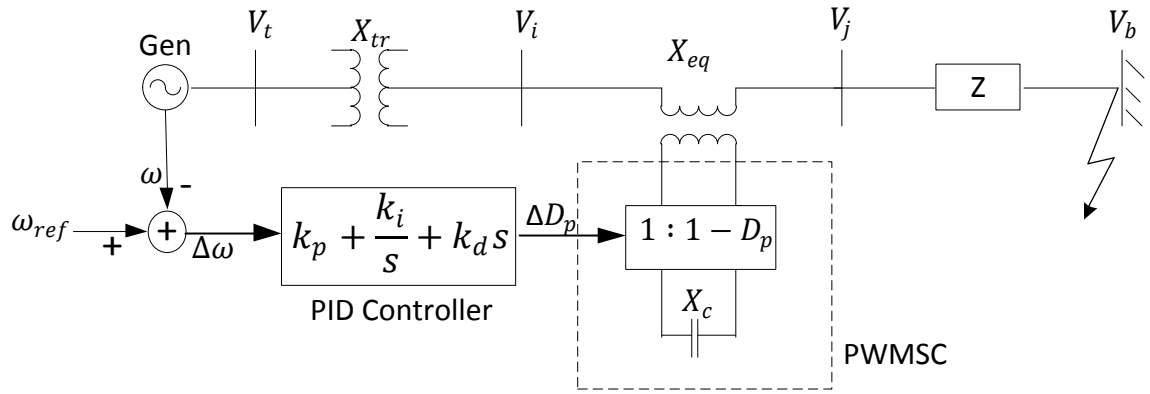 Gen
V_t
X_tr
V_i
X_eq
V_j
Z
V_b
ω
-
ω_ref
+
+
Δω
k_p + k_i/s + k_d s
PID Controller
ΔD_p
1 : 1 − D_p
X_c
PWMSC